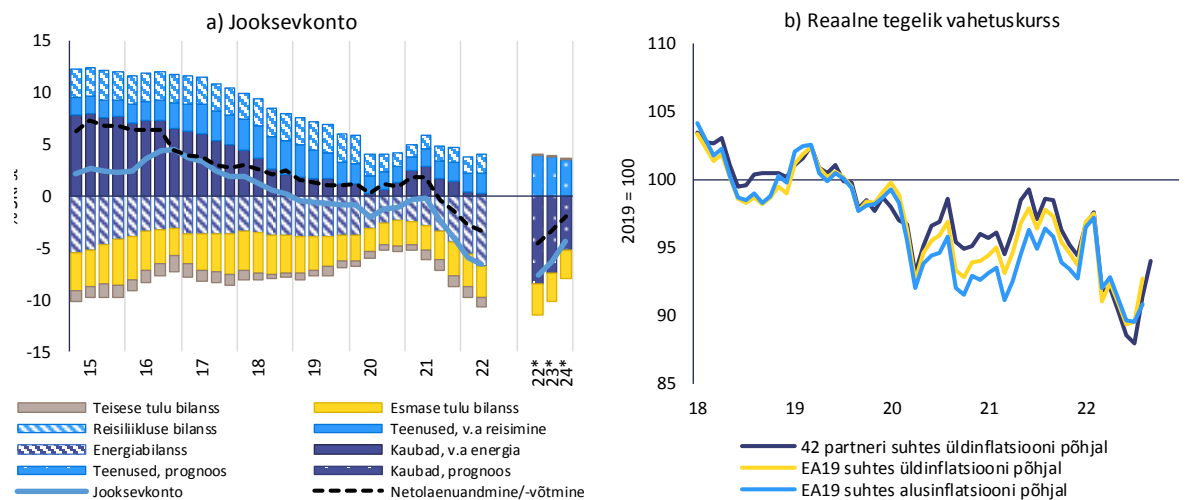 a) Jooksevkonto
15
10
5
0
-5
-10
-15
15
16
17
18
19
20
21
22
22*
23*
24*
Teisese tulu bilanss
Esmase tulu bilanss
Reisiliikluse bilanss
Teenused, v.a reisimine
Energiabilanss
Kaubad, v.a energia
Teenused, prognoos
Kaubad, prognoos
Jooksevkonto
Netolaenuandmine/-võtmine
b) Reaalne tegelik vahetuskurss
2019 = 100
110
105
100
95
90
85
18
19
20
21
22
42 partneri suhtes üldinflatsiooni põhjal
EA19 suhtes üldinflatsiooni põhjal
EA19 suhtes alusinflatsiooni põhjal